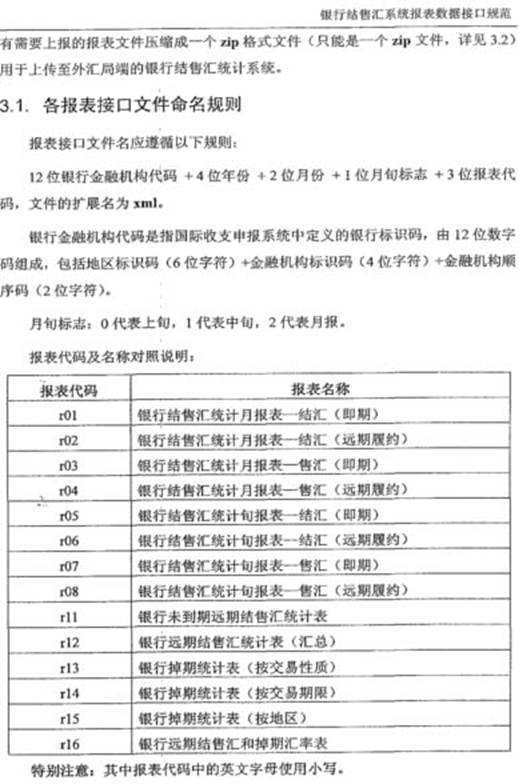 银行结售汇系统报表数据接口规范
有需要上报的报表文件压缩成一个 zip 格式文件（只能是一个 zip 文件，详见 3.2）
用于上传至外汇局端的银行结售汇统计系统。
3.1. 各报表接口文件命名规则
报表接口文件名应遵循以下规则：
12 位银行金融机构代码 +4 位年份 +2 位月份 +1 位月旬标志 +3 位报表代
码，文件的扩展名为 xml。
银行金融机构代码是指国际收支申报系统中定义的银行标识码，由 12 位数字
码组成，包括地区标识码（6 位字符）+金融机构标识码（4 位字符）+金融机构顺
序码（2 位字符）。
月旬标志：0 代表上旬，1 代表中旬，2 代表月报。
报表代码及名称对照说明：
报表代码 报表名称
r01 银行结售汇统计月报表—结汇（即期）
r02 银行结售汇统计月报表—结汇（远期履约）
r03 银行结售汇统计月报表—售汇（即期）
r04 银行结售汇统计月报表—售汇（远期履约）
r05 银行结售汇统计旬报表—结汇（即期）
r06 银行结售汇统计旬报表—结汇（远期履约）
r07 银行结售汇统计旬报表—售汇（即期）
r08 银行结售汇统计旬报表—售汇（远期履约）
r11 银行未到期远期结售汇统计表
r12 银行远期结售汇统计表（汇总）
r13 银行掉期统计表（按交易性质）
r14 银行掉期统计表（按交易期限）
r15 银行掉期统计表（按地区）
r16 银行远期结售汇和掉期汇率表
特别注意：其中报表代码中的英文字母使用小写。